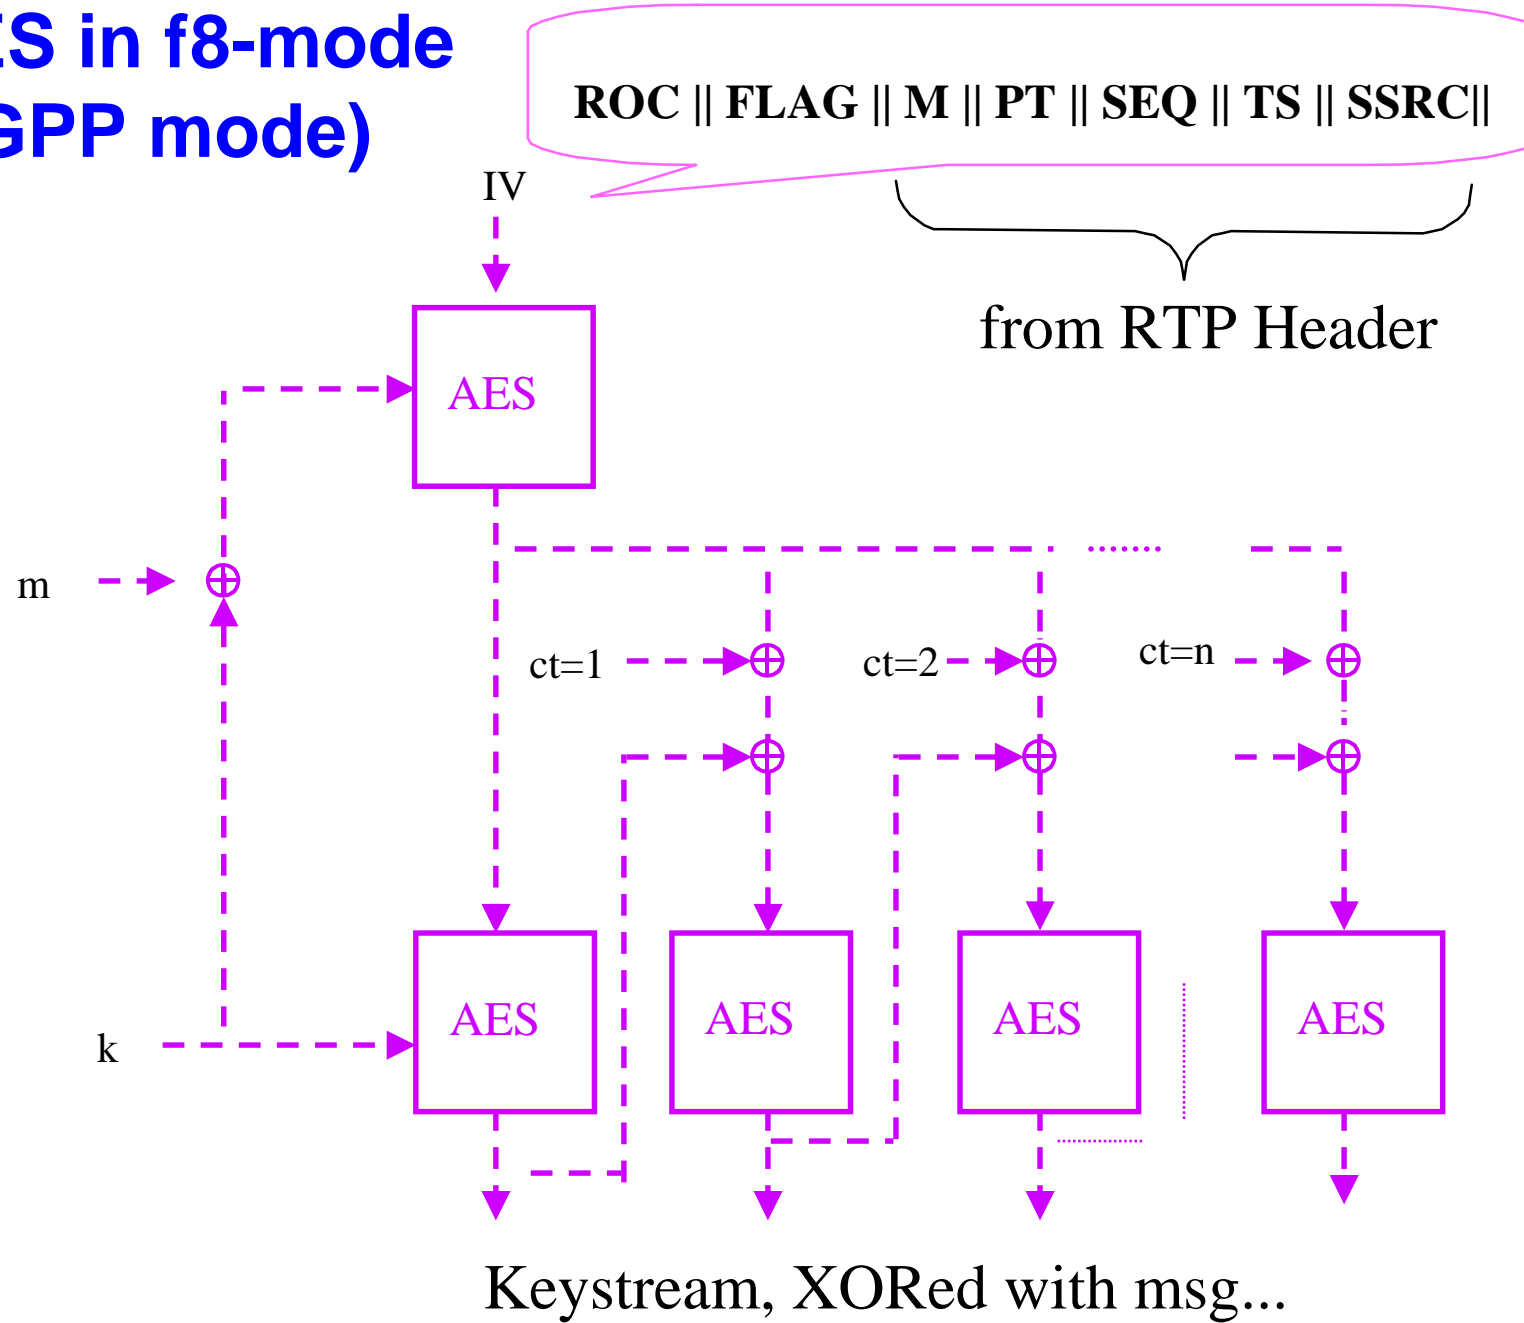 ES in f8-mode
GPP mode)
ROC || FLAG || M || PT || SEQ || TS || SSRC||
IV
from RTP Header
AES
m
ct=1
ct=2
ct=n
AES
AES
AES
AES
k
Keystream, XORed with msg...